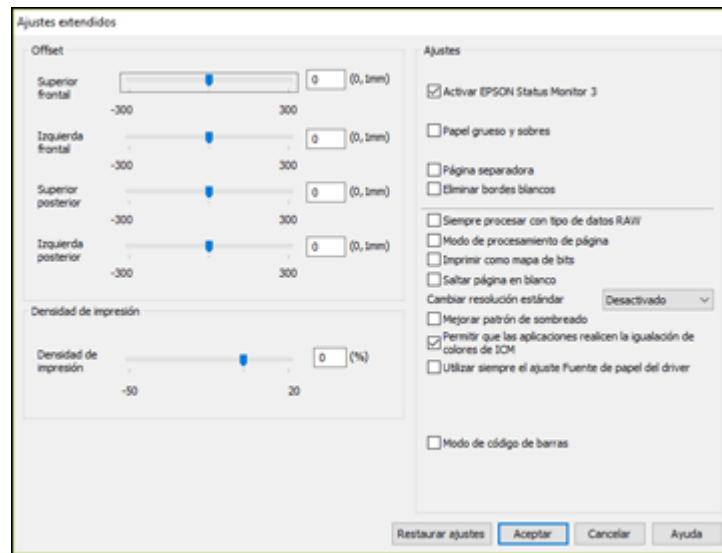 Ajustes extendidos
Offset
Superior
frontal
0
(0,1mm)
-300
300
Izquierda
frontal
0
(0,1mm)
-300
300
Superior
posterior
0
(0,1mm)
-300
300
Izquierda
posterior
0
(0,1mm)
-300
300
Densidad de impresión
Densidad de
impresión
0
(%)
-50
20
Ajustes
Activar EPSON Status Monitor 3
Papel grueso y sobres
Página separadora
Eliminar bordes blancos
Siempre procesar con tipo de datos RAW
Modo de procesamiento de página
Imprimir como mapa de bits
Saltar página en blanco
Cambiar resolución estándar Desactivado
Mejorar patrón de sombreado
Permitir que las aplicaciones realicen la igualación de
colores de ICM
Utilizar siempre el ajuste Fuente de papel del driver
Modo de código de barras
Restaurar ajustes Aceptar Cancelar Ayuda